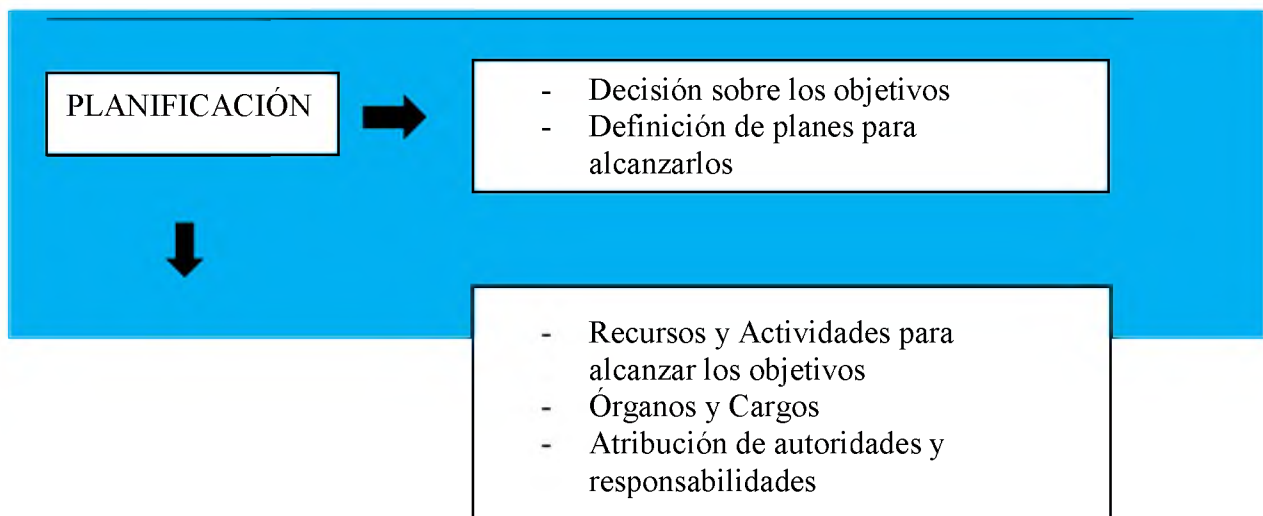 PLANIFICACIÓN
- Decisión sobre los objetivos
- Definición de planes para
alcanzarlos
- Recursos y Actividades para
alcanzar los objetivos
- Órganos y Cargos
- Atribución de autoridades y
responsabilidades